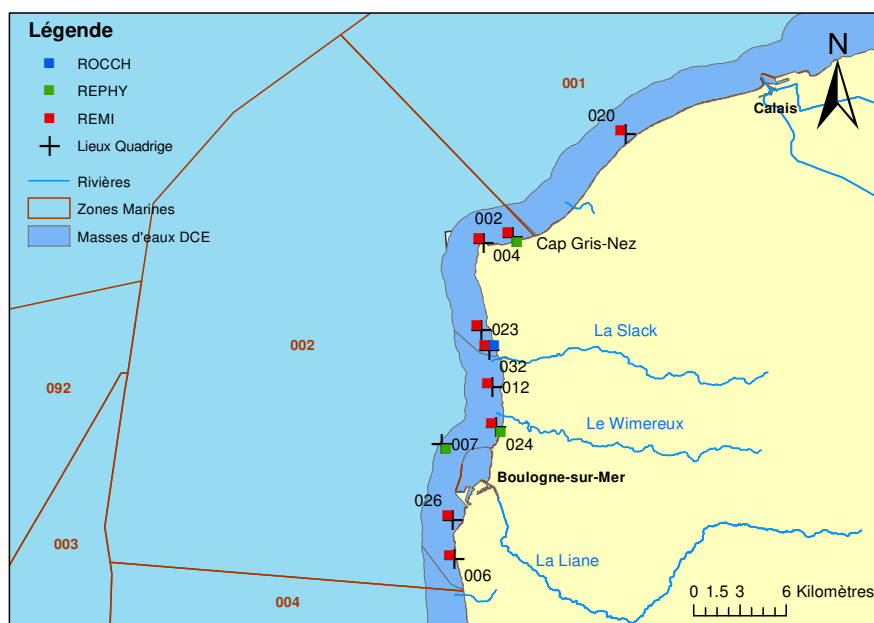 Légende
ROCCH
REPHY
REMI
Lieux Quadrige
Rivières
Zones Marines
Masses d'eaux DCE
N
001
020
Calais
002
004
Cap Gris-Nez
023
La Slack
002
032
092
012
Le Wimereux
007
024
Boulogne-sur-Mer
026
003
La Liane
006
004
0 1.5 3 6 Kilomètres